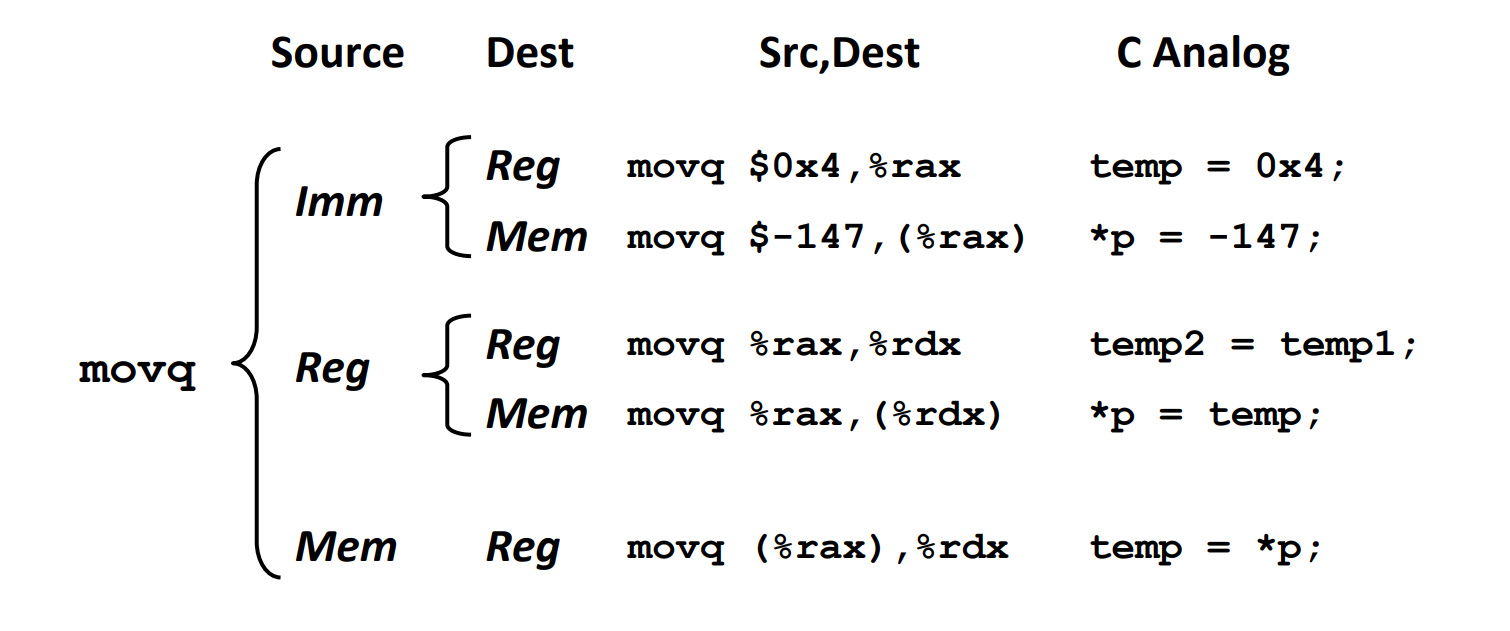 Source Dest Src,Dest C Analog
Reg movq $0x4,%rax temp = 0x4;
Imm
Mem movq $-147,(%rax) *p = -147;
Reg movq %rax,%rdx temp2 = temp1;
movq Reg
Mem movq %rax,(%rdx) *p = temp;
Mem Reg movq (%rax),%rdx temp = *p;